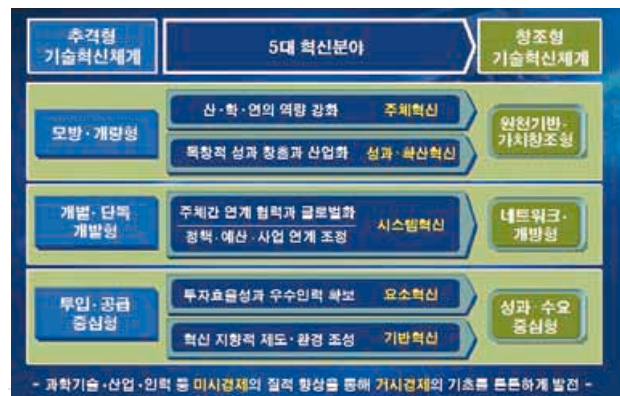 추격형
기술혁신체계
5대 혁신분야
창조형
기술혁신체계
모방·개량형
산·학·연의 역량 강화 주체혁신
독창적 성과 창출과 산업화 성과·확산혁신
원천기반·
가치창조형
개별·단독
개발형
주체간 연계 협력과 글로벌화
정책·예산·사업 연계 조정
시스템혁신
네트워크·
개방형
투입·공급
중심형
투자효율성과 우수인력 확보 요소혁신
혁신 지향적 제도·환경 조성 기반혁신
성과·수요
중심형
- 과학기술·산업·인력 등 미시경제의 질적 향상을 통해 거시경제의 기초를 튼튼하게 발전 -